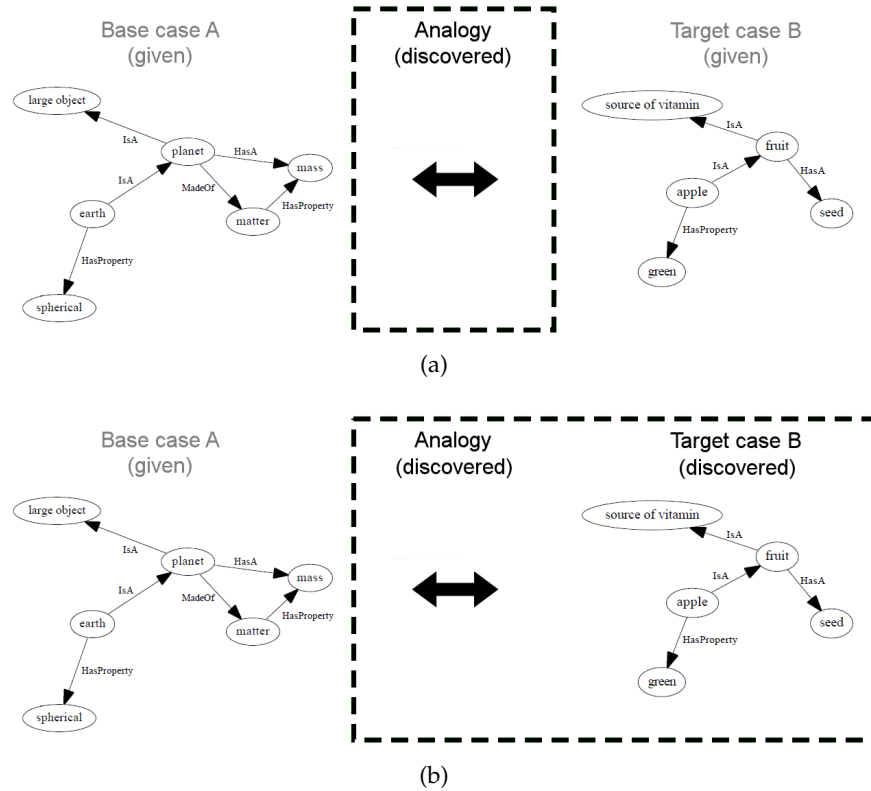 Base case A
(given)
Analogy
(discovered)
Target case B
(given)
large object
IsA
planet
HasA
mass
IsA
MadeOf
HasProperty
earth
matter
HasProperty
spherical
source of vitamin
IsA
fruit
IsA
HasA
apple
seed
HasProperty
green
(a)
Base case A
(given)
Analogy
(discovered)
Target case B
(discovered)
large object
IsA
planet
HasA
mass
IsA
MadeOf
HasProperty
earth
matter
HasProperty
spherical
source of vitamin
IsA
fruit
IsA
HasA
apple
seed
HasProperty
green
(b)